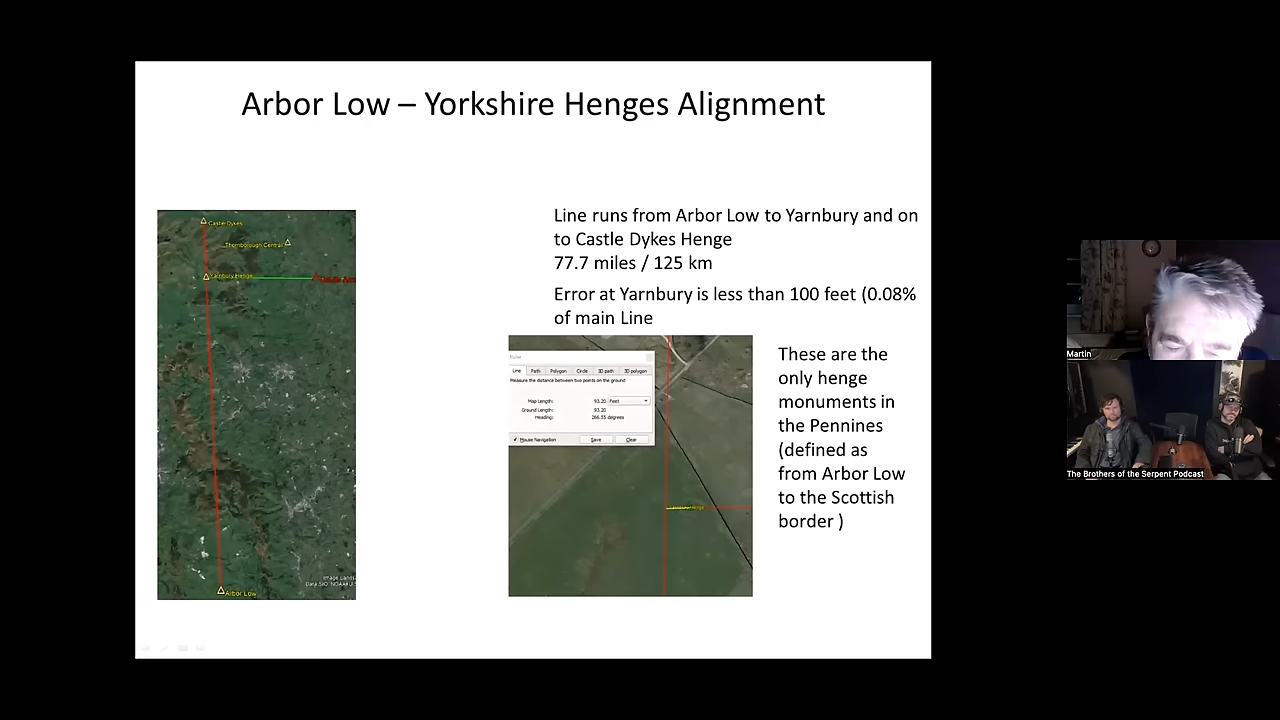 Arbor Low – Yorkshire Henges Alignment
Castle Dykes
Thornborough Central
Yarnbury Henge
Arbor Low
Line runs from Arbor Low to Yarnbury and on
to Castle Dykes Henge
77.7 miles / 125 km
Error at Yarnbury is less than 100 feet (0.08%
of main Line
Ruler
Line Path Polygon Circle 3D path 3D polygon
Measure the distance between two points on the ground
Map Length: 93.20 Feet
Ground Length: 93.20
Heading: 266.55 degrees
Mouse Navigation Save Clear
These are the
only henge
monuments in
the Pennines
(defined as
from Arbor Low
to the Scottish
border )
Martin
The Brothers of the Serpent Podcast